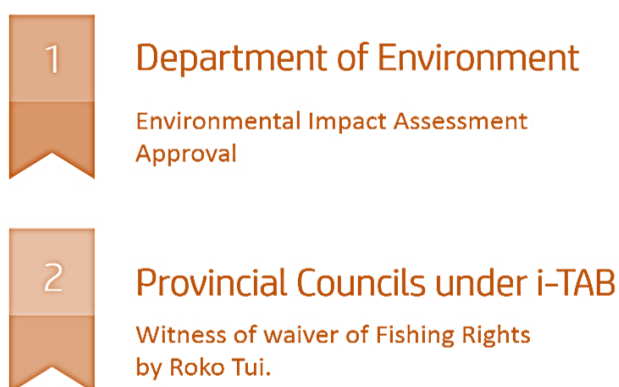 1
Department of Environment
Environmental Impact Assessment
Approval
2
Provincial Councils under i-TAB
Witness of waiver of Fishing Rights
by Roko Tui.